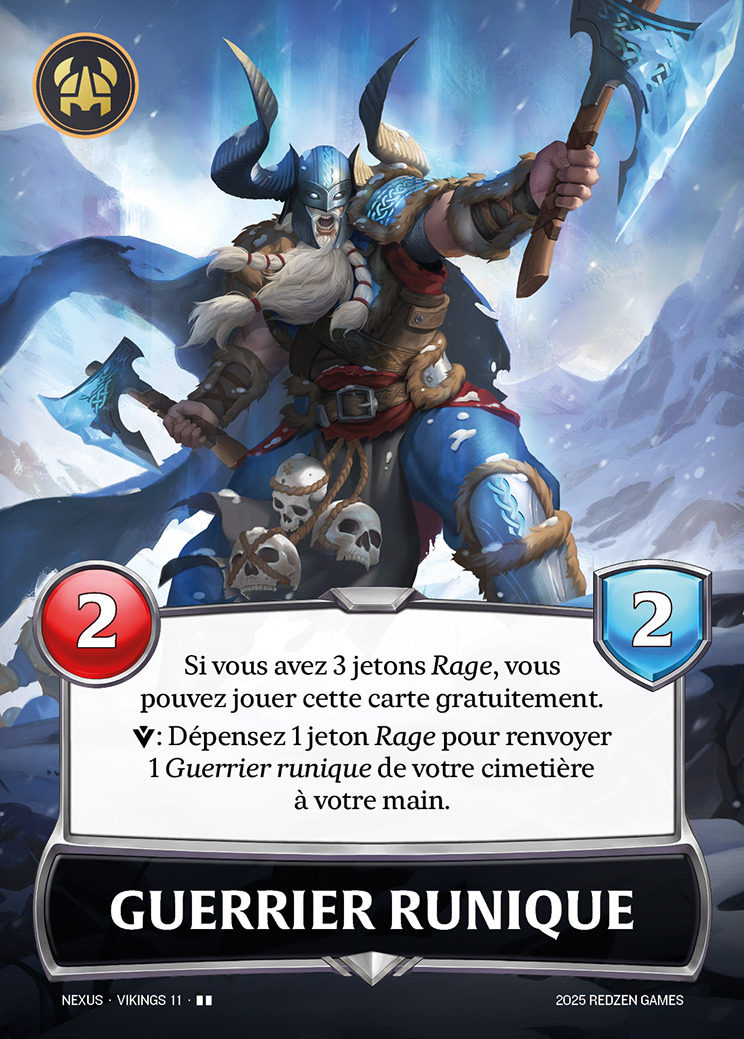 2
2
Si vous avez 3 jetons Rage, vous
pouvez jouer cette carte gratuitement.
: Dépensez 1 jeton Rage pour renvoyer
1 Guerrier runique de votre cimetière
à votre main.
GUERRIER RUNIQUE
NEXUS · VIKINGS 11 ·
2025 REDZEN GAMES